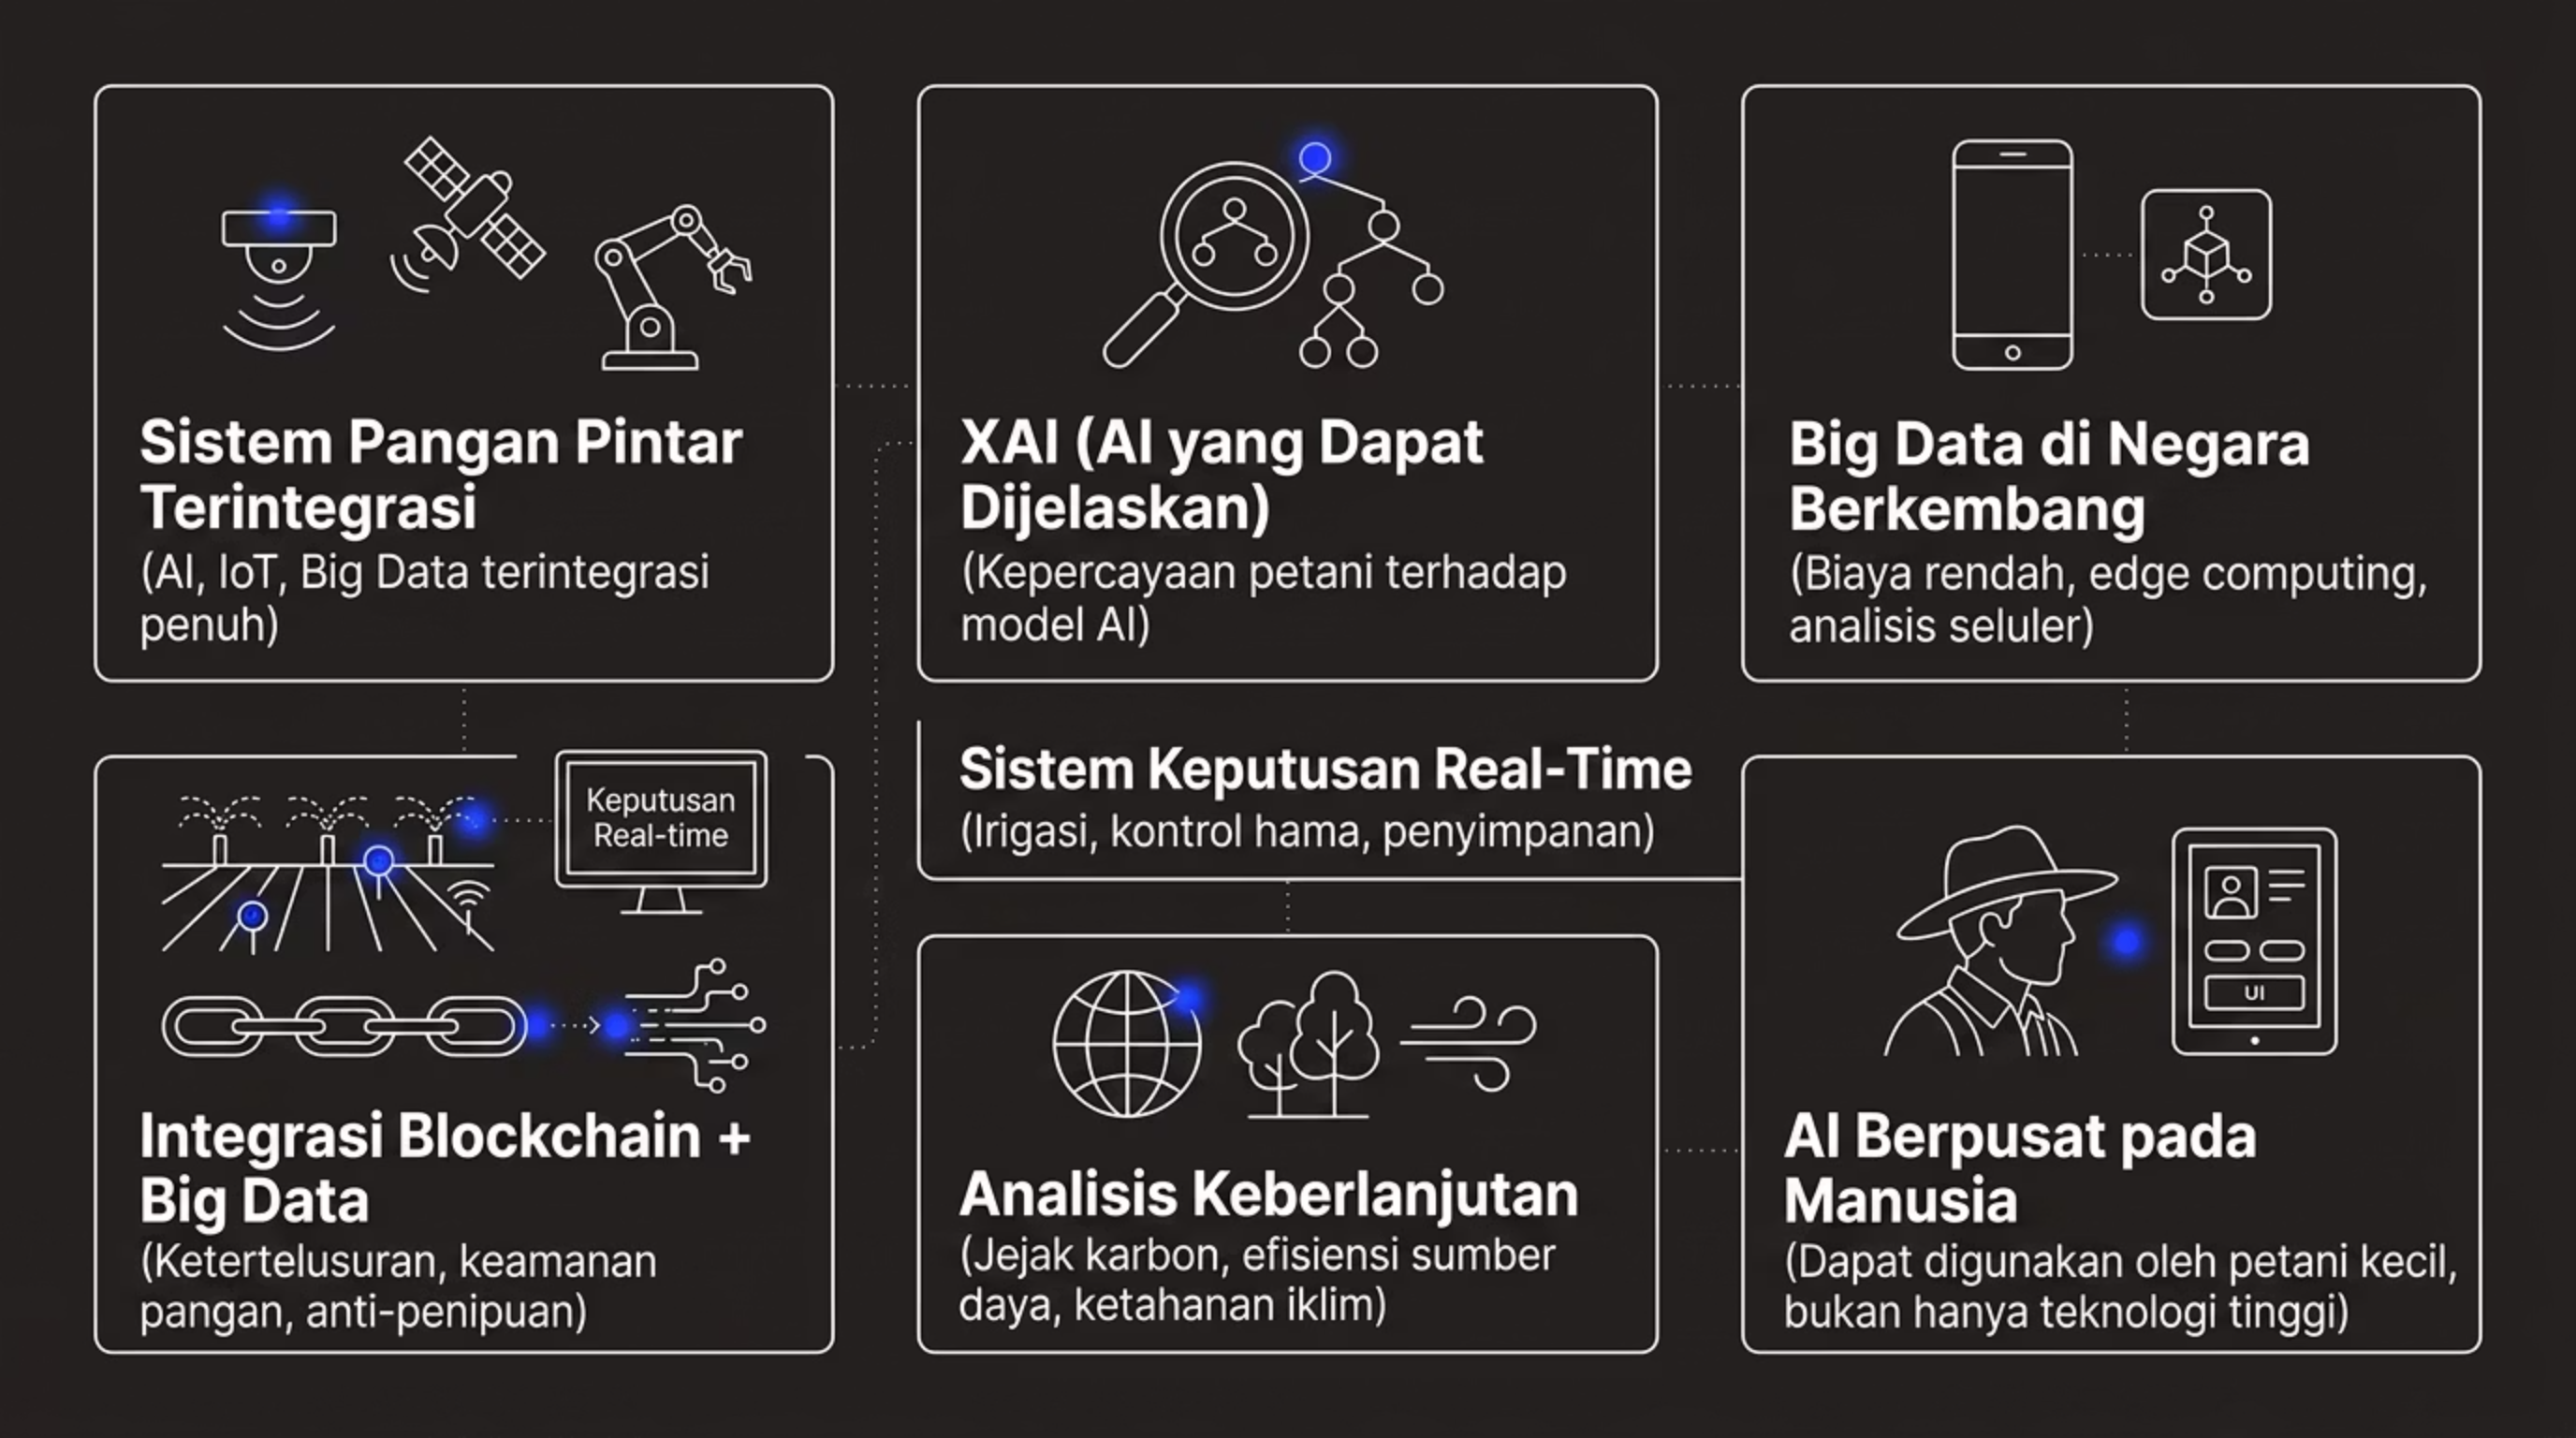 Sistem Pangan Pintar
Terintegrasi
(AI, IoT, Big Data terintegrasi
penuh)
XAI (AI yang Dapat
Dijelaskan)
(Kepercayaan petani terhadap
model AI)
Big Data di Negara
Berkembang
(Biaya rendah, edge computing,
analisis seluler)
Keputusan
Real-time
Integrasi Blockchain +
Big Data
(Ketertelusuran, keamanan
pangan, anti-penipuan)
Sistem Keputusan Real-Time
(Irigasi, kontrol hama, penyimpanan)
Analisis Keberlanjutan
(Jejak karbon, efisiensi sumber
daya, ketahanan iklim)
UI
AI Berpusat pada
Manusia
(Dapat digunakan oleh petani kecil,
bukan hanya teknologi tinggi)